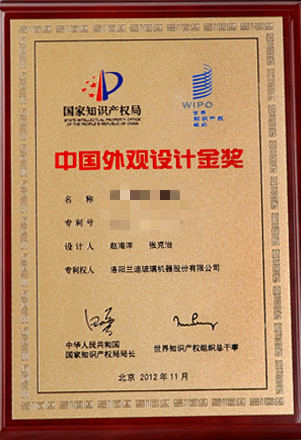 国家知识产权局
STATE INTELLECTUAL PROPERTY OFFICE
OF THE PEOPLE'S REPUBLIC OF CHINA
WIPO
世界
知识产权
组织
中国外观设计金奖
名称
专利号
设计人 赵海洋 张克治
专利权人 洛阳兰迪玻璃机器股份有限公司
中华人民共和国
国家知识产权局局长
世界知识产权组织总干事
北京 2012年11月